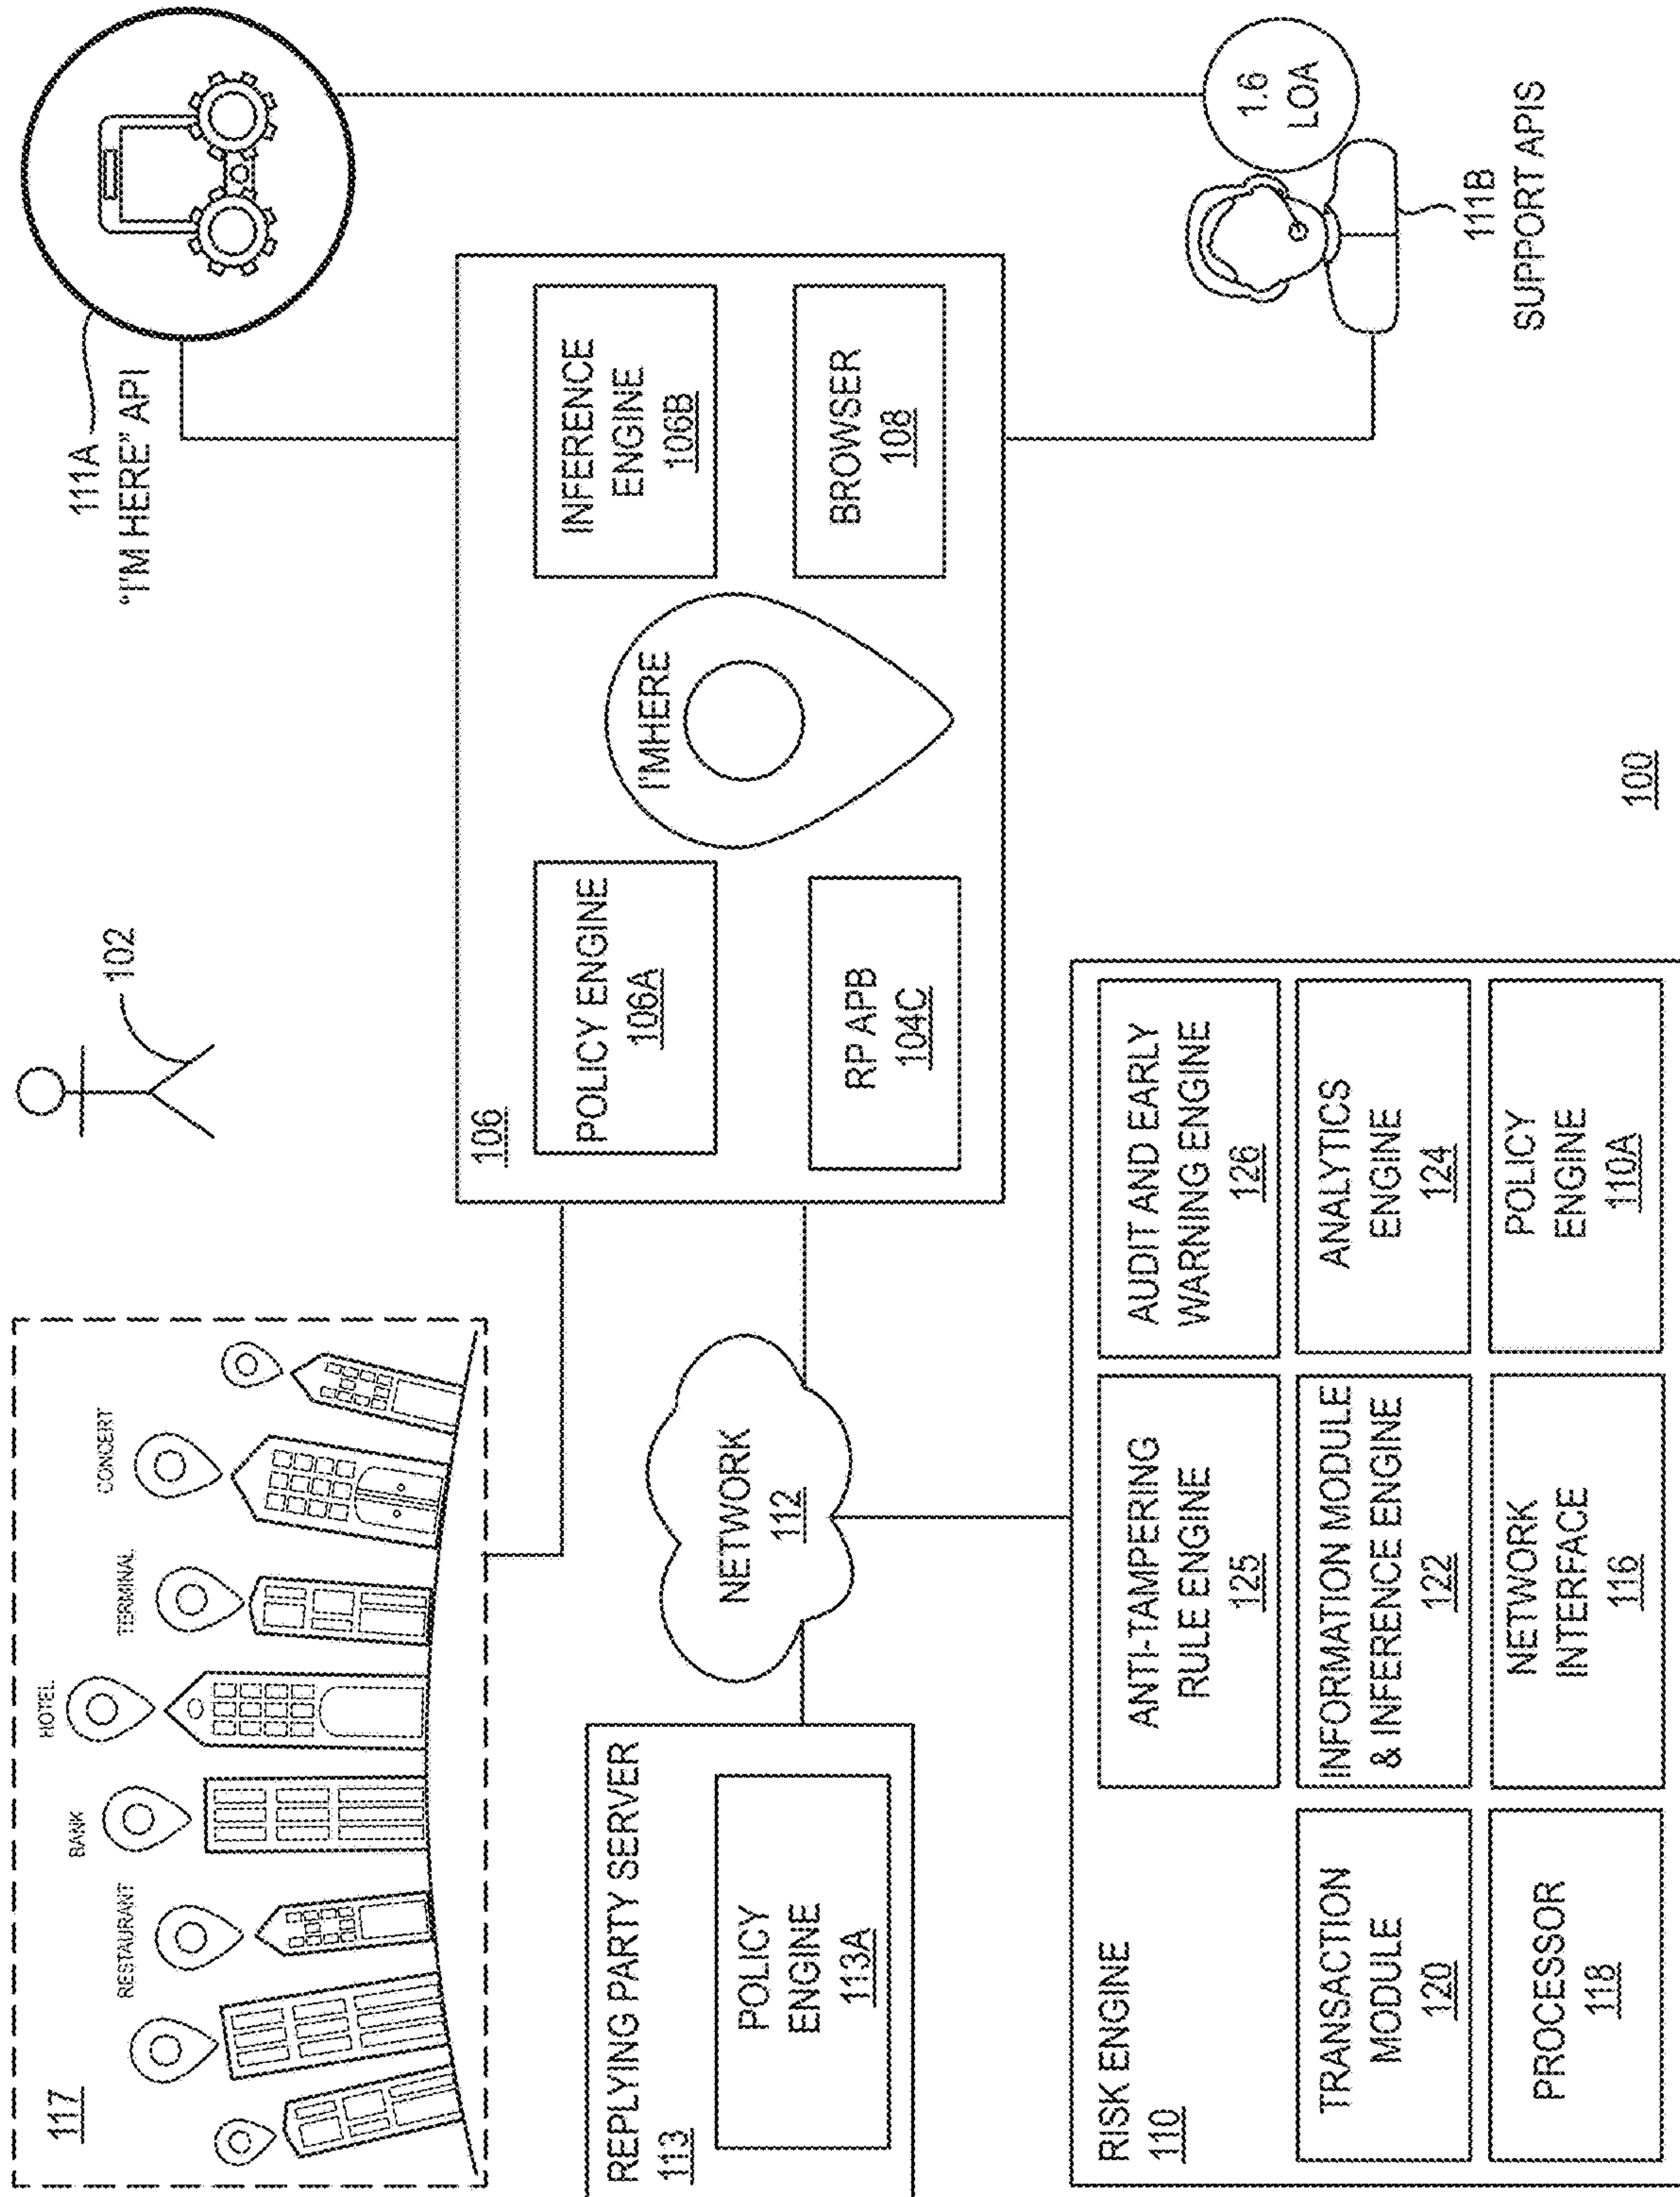 117
RESTAURANT
BANK
HOTEL
TERMINAL
CONCERT
102
111A
"I'M HERE" API
REPLYING PARTY SERVER
113
POLICY
ENGINE
113A
NETWORK
112
106
POLICY ENGINE
106A
RP APB
104C
I'MHERE
INFERENCE
ENGINE
106B
BROWSER
108
1.6
LOA
111B
SUPPORT APIS
RISK ENGINE
110
ANTI-TAMPERING
RULE ENGINE
125
AUDIT AND EARLY
WARNING ENGINE
126
TRANSACTION
MODULE
120
INFORMATION MODULE
& INFERENCE ENGINE
122
ANALYTICS
ENGINE
124
PROCESSOR
118
NETWORK
INTERFACE
116
POLICY
ENGINE
110A
100